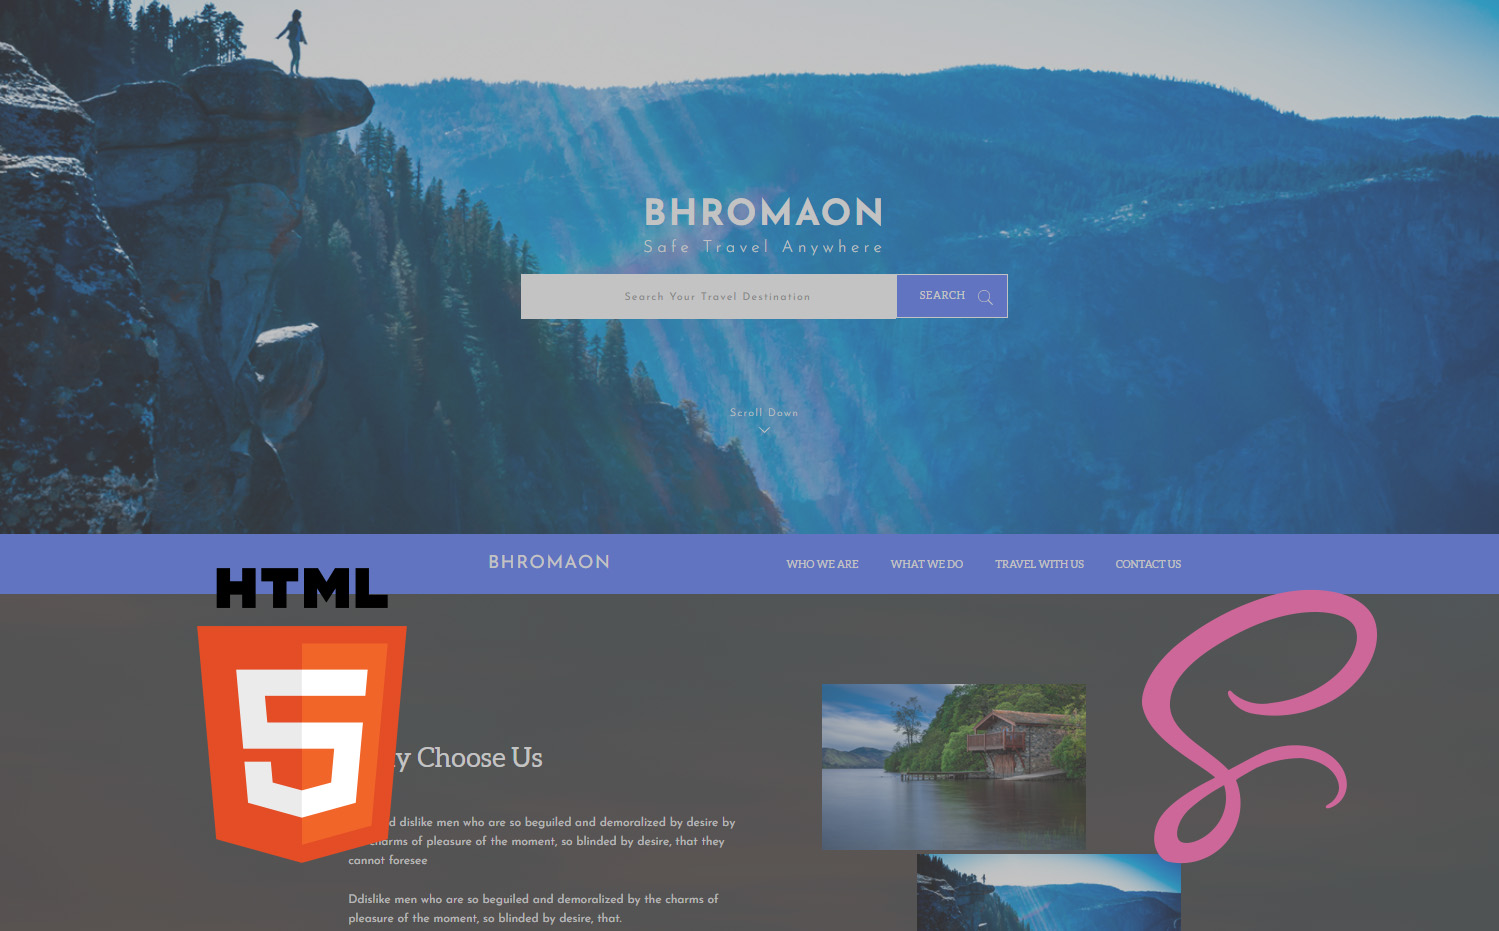 BHROMAON
Safe Travel Anywhere
Search Your Travel Destination
SEARCH
Scroll Down
BHROMAON
WHO WE ARE
WHAT WE DO
TRAVEL WITH US
CONTACT US
HTML
5
Choose Us
dislike men who are so beguiled and demoralized by desire by
charms of pleasure of the moment, so blinded by desire, that they
cannot foresee
Ddislike men who are so beguiled and demoralized by the charms of
pleasure of the moment, so blinded by desire, that.